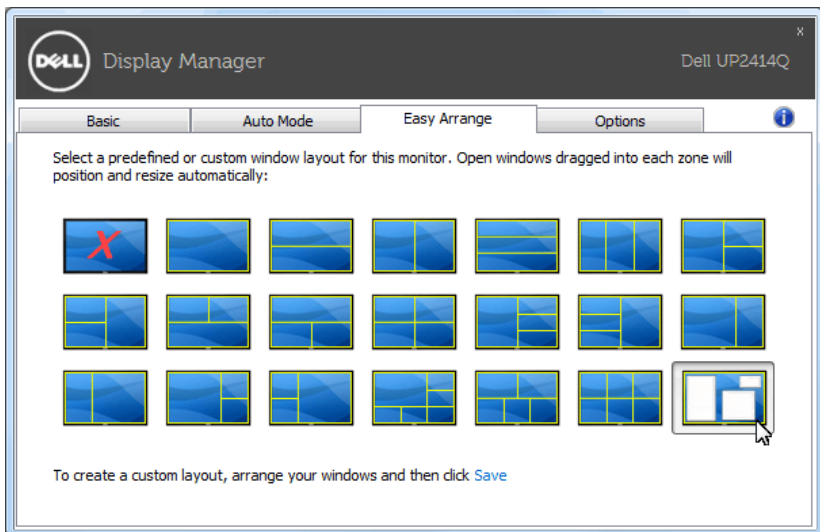 DELL
Display Manager
x
Dell UP2414Q
Basic
Auto Mode
Easy Arrange
Options
i
Select a predefined or custom window layout for this monitor. Open windows dragged into each zone will
position and resize automatically:
X
To create a custom layout, arrange your windows and then click Save